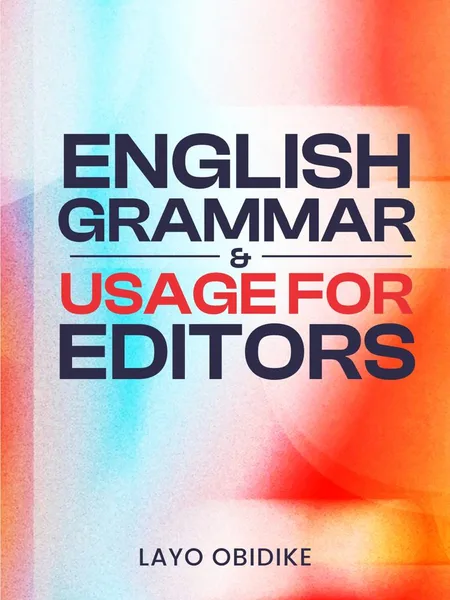 ENGLISH
GRAMMAR
&
USAGE FOR
EDITORS
LAYO OBIDIKE